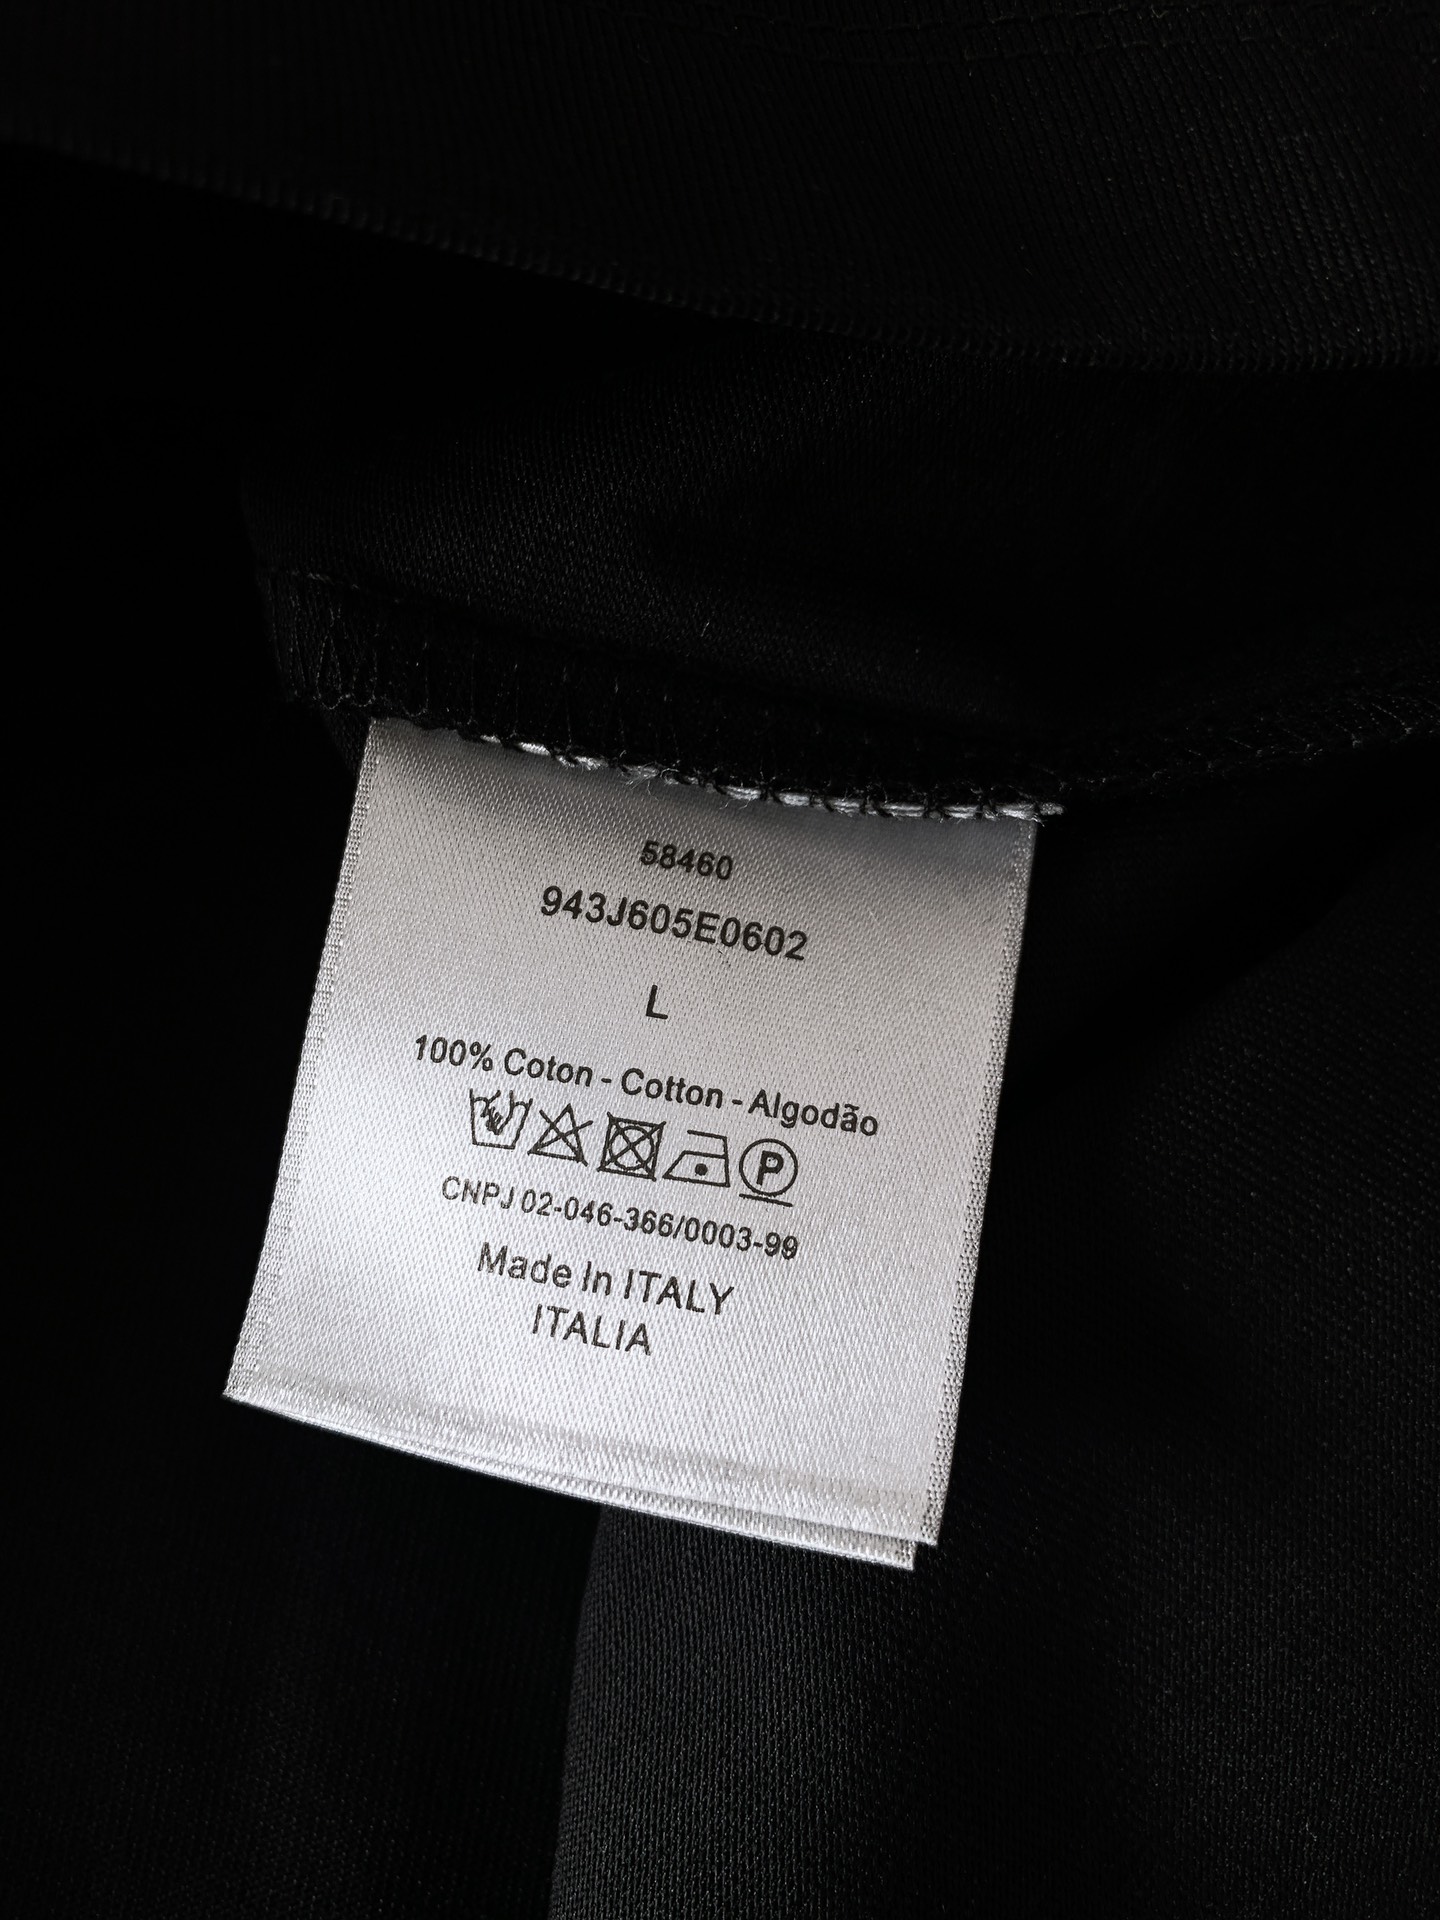 58460
943J605E0602
L
100% Coton - Cotton - Algodão
P
CNPJ 02-046-366/0003-99
Made In ITALY
ITALIA